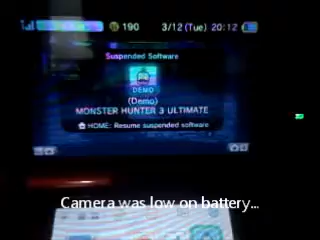 190 3/12 (Tue) 20:12
Suspended Software
DEMO
(Demo)
MONSTER HUNTER 3 ULTIMATE
HOME: Resume suspended software
Camera was low on battery...